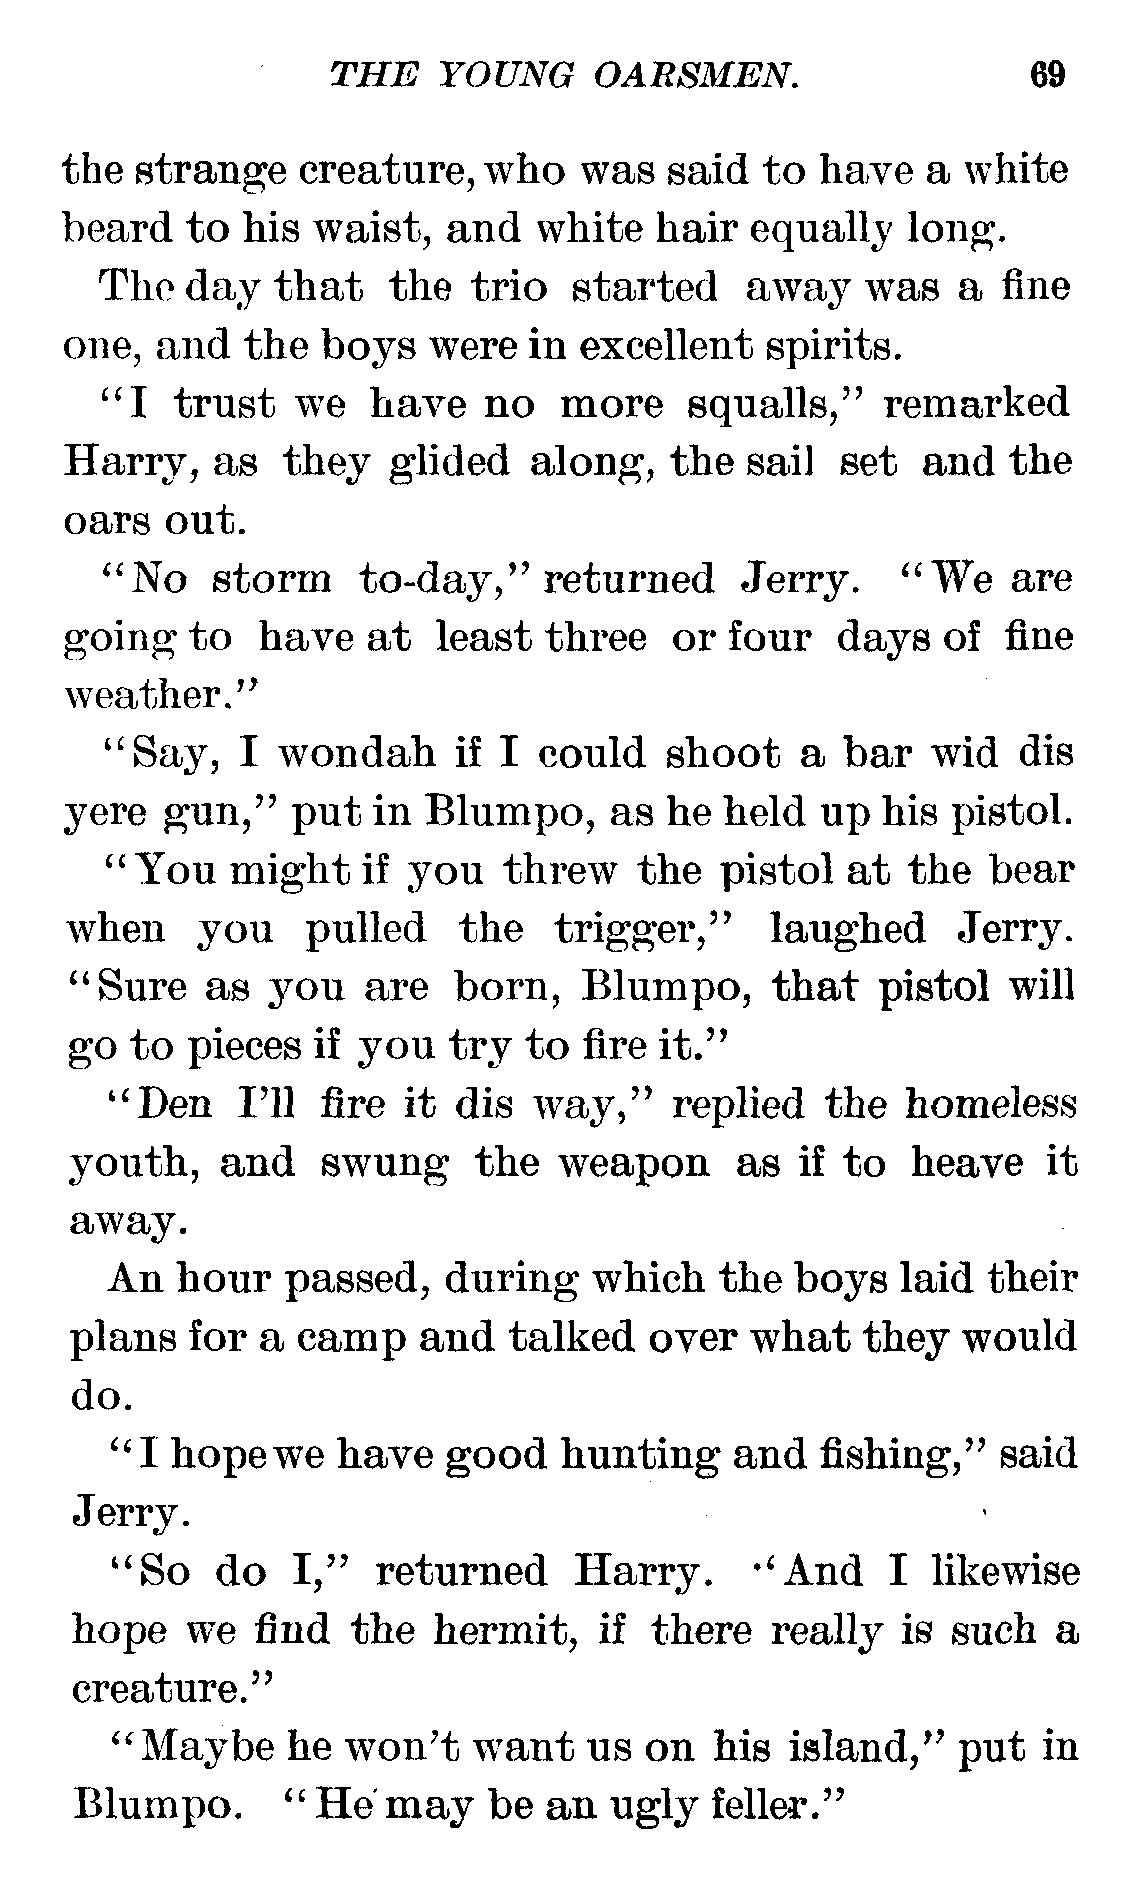 THE YOUNG OARSMEN. 69
the strange creature, who was said to have a white
beard to his waist, and white hair equally long.
The day that the trio started away was a fine
one, and the boys were in excellent spirits.
“I trust we have no more squalls,” remarked
Harry, as they glided along, the sail set and the
oars out.
“No storm to-day,” returned Jerry. “We are
going to have at least three or four days of fine
weather.”
“Say, I wondah if I could shoot a bar wid dis
yere gun,” put in Blumpo, as he held up his pistol.
“You might if you threw the pistol at the bear
when you pulled the trigger,” laughed Jerry.
“Sure as you are born, Blumpo, that pistol will
go to pieces if you try to fire it.”
“Den I’ll fire it dis way,” replied the homeless
youth, and swung the weapon as if to heave it
away.
An hour passed, during which the boys laid their
plans for a camp and talked over what they would
do.
“I hope we have good hunting and fishing,” said
Jerry.
“So do I,” returned Harry. “And I likewise
hope we find the hermit, if there really is such a
creature.”
“Maybe he won’t want us on his island,” put in
Blumpo. “He may be an ugly feller.”